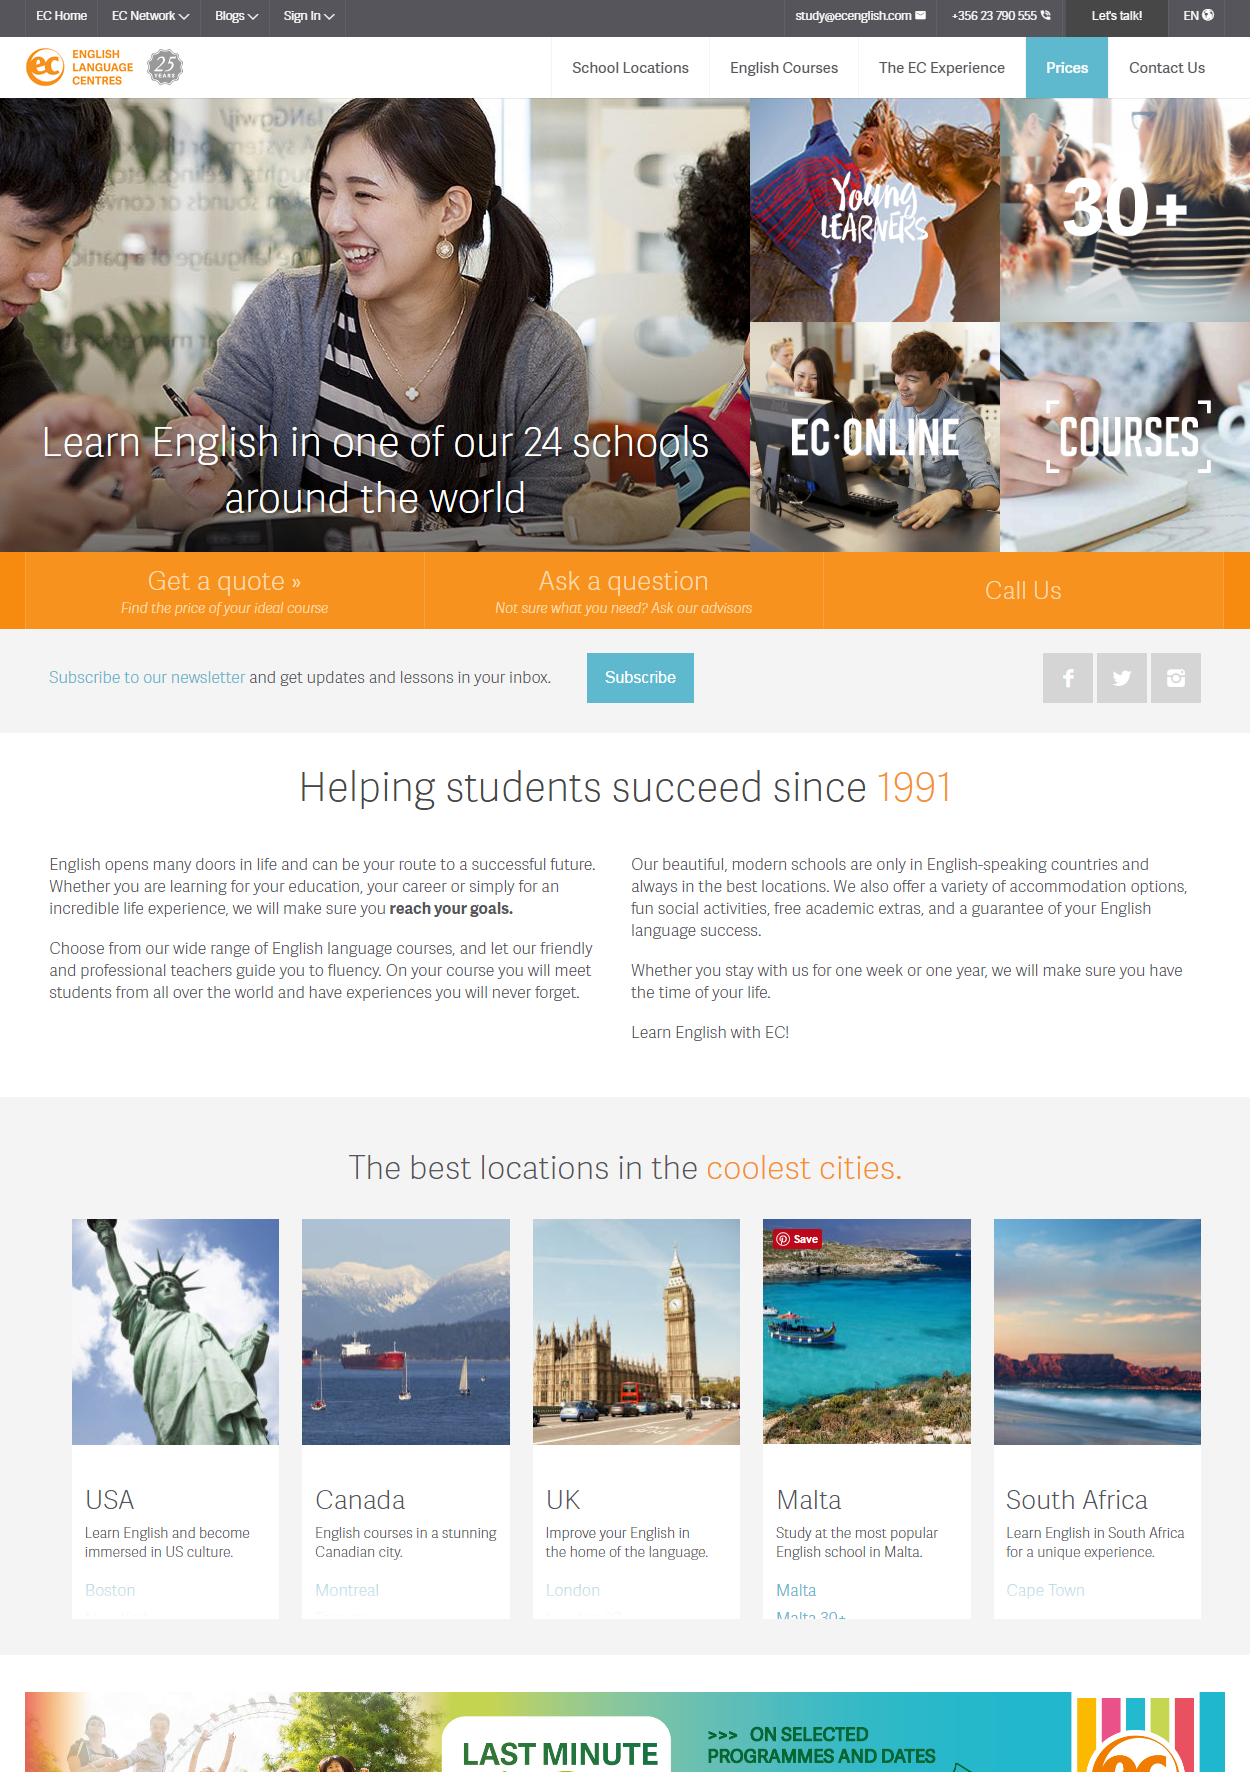 EC Home
EC Network
Blogs
Sign In
study@ecenglish.com
+356 23 790 555
Let's talk!
EN
ec
ENGLISH
LANGUAGE
CENTRES
25
YEARS
School Locations
English Courses
The EC Experience
Prices
Contact Us
Young
LEARNERS
30+
Learn English in one of our 24 schools
around the world
EC·ONLINE
COURSES
Get a quote »
Find the price of your ideal course
Ask a question
Not sure what you need? Ask our advisors
Call Us
Subscribe to our newsletter and get updates and lessons in your inbox.
Subscribe
Helping students succeed since 1991
English opens many doors in life and can be your route to a successful future.
Whether you are learning for your education, your career or simply for an
incredible life experience, we will make sure you reach your goals.
Choose from our wide range of English language courses, and let our friendly
and professional teachers guide you to fluency. On your course you will meet
students from all over the world and have experiences you will never forget.
Our beautiful, modern schools are only in English-speaking countries and
always in the best locations. We also offer a variety of accommodation options,
fun social activities, free academic extras, and a guarantee of your English
language success.
Whether you stay with us for one week or one year, we will make sure you have
the time of your life.
Learn English with EC!
The best locations in the coolest cities.
Save
USA
Learn English and become
immersed in US culture.
Boston
Canada
English courses in a stunning
Canadian city.
Montreal
UK
Improve your English in
the home of the language.
London
Malta
Study at the most popular
English school in Malta.
Malta
Malta 30+
South Africa
Learn English in South Africa
for a unique experience.
Cape Town
LAST MINUTE
>>> ON SELECTED
PROGRAMMES AND DATES
ec